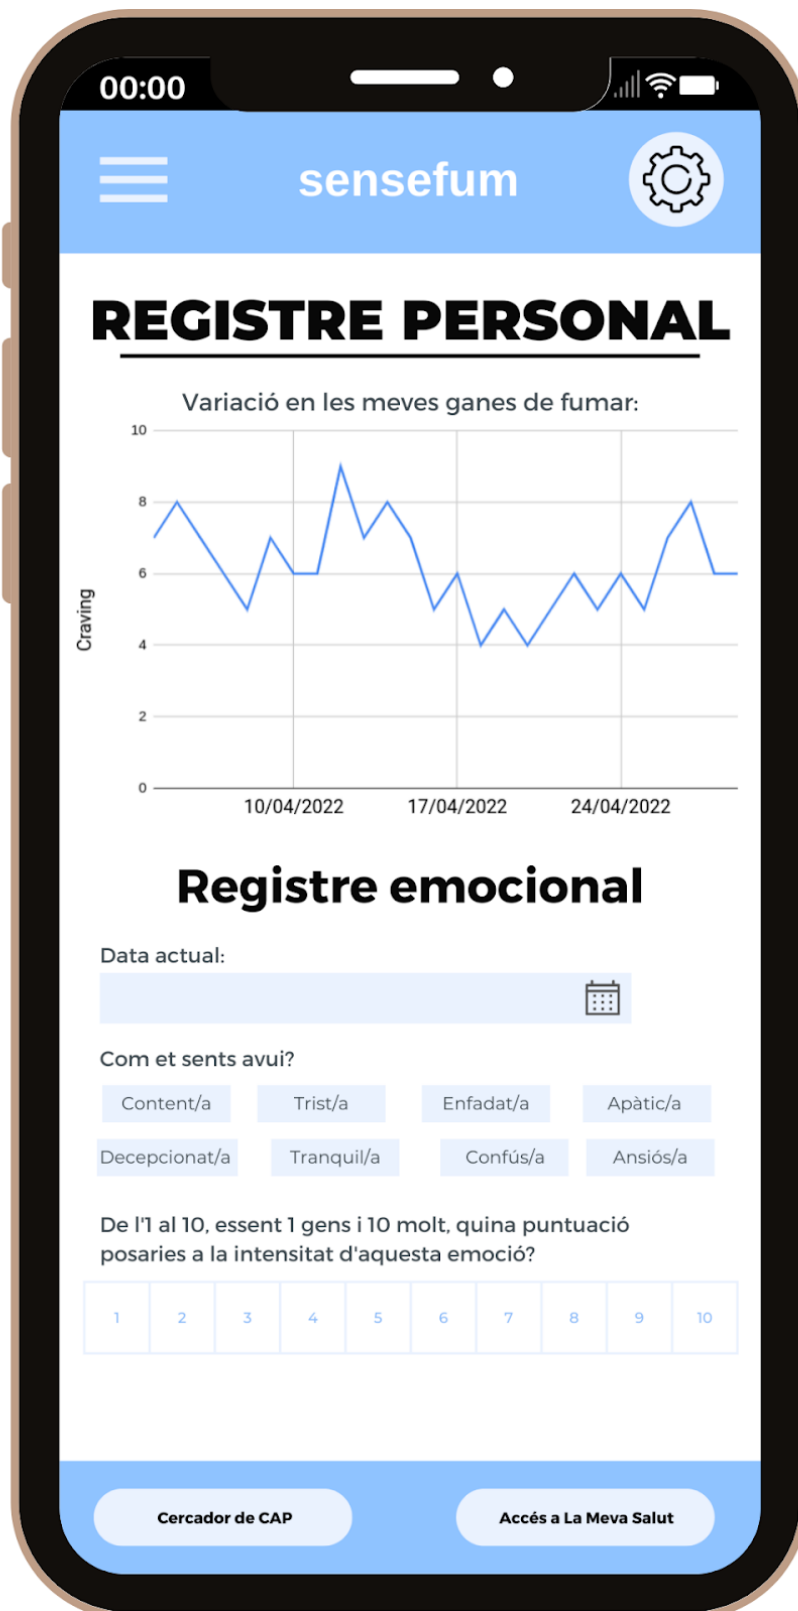 00:00
sensefum
REGISTRE PERSONAL
Variació en les meves ganes de fumar:
10
8
6
4
2
0
Craving
10/04/2022 17/04/2022 24/04/2022
Registre emocional
Data actual:
Com et sents avui?
Content/a Trist/a Enfadat/a Apàtic/a
Decepcionat/a Tranquil/a Confús/a Ansiós/a
De l'1 al 10, essent 1 gens i 10 molt, quina puntuació
posaries a la intensitat d'aquesta emoció?
1 2 3 4 5 6 7 8 9 10
Cercador de CAP Accés a La Meva Salut